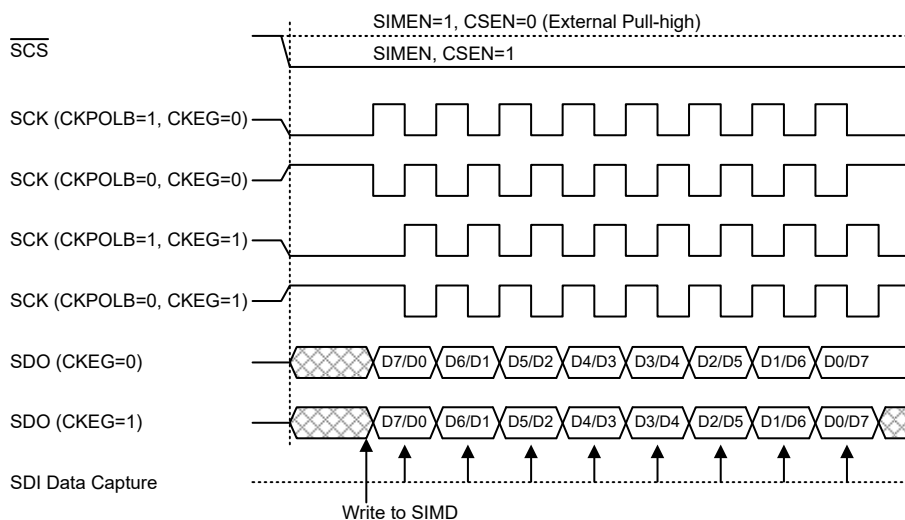 SIMEN=1, CSEN=0 (External Pull-high)
SCS
SIMEN, CSEN=1
SCK (CKPOLB=1, CKEG=0)
SCK (CKPOLB=0, CKEG=0)
SCK (CKPOLB=1, CKEG=1)
SCK (CKPOLB=0, CKEG=1)
SDO (CKEG=0) D7/D0 D6/D1 D5/D2 D4/D3 D3/D4 D2/D5 D1/D6 D0/D7
SDO (CKEG=1) D7/D0 D6/D1 D5/D2 D4/D3 D3/D4 D2/D5 D1/D6 D0/D7
SDI Data Capture
Write to SIMD